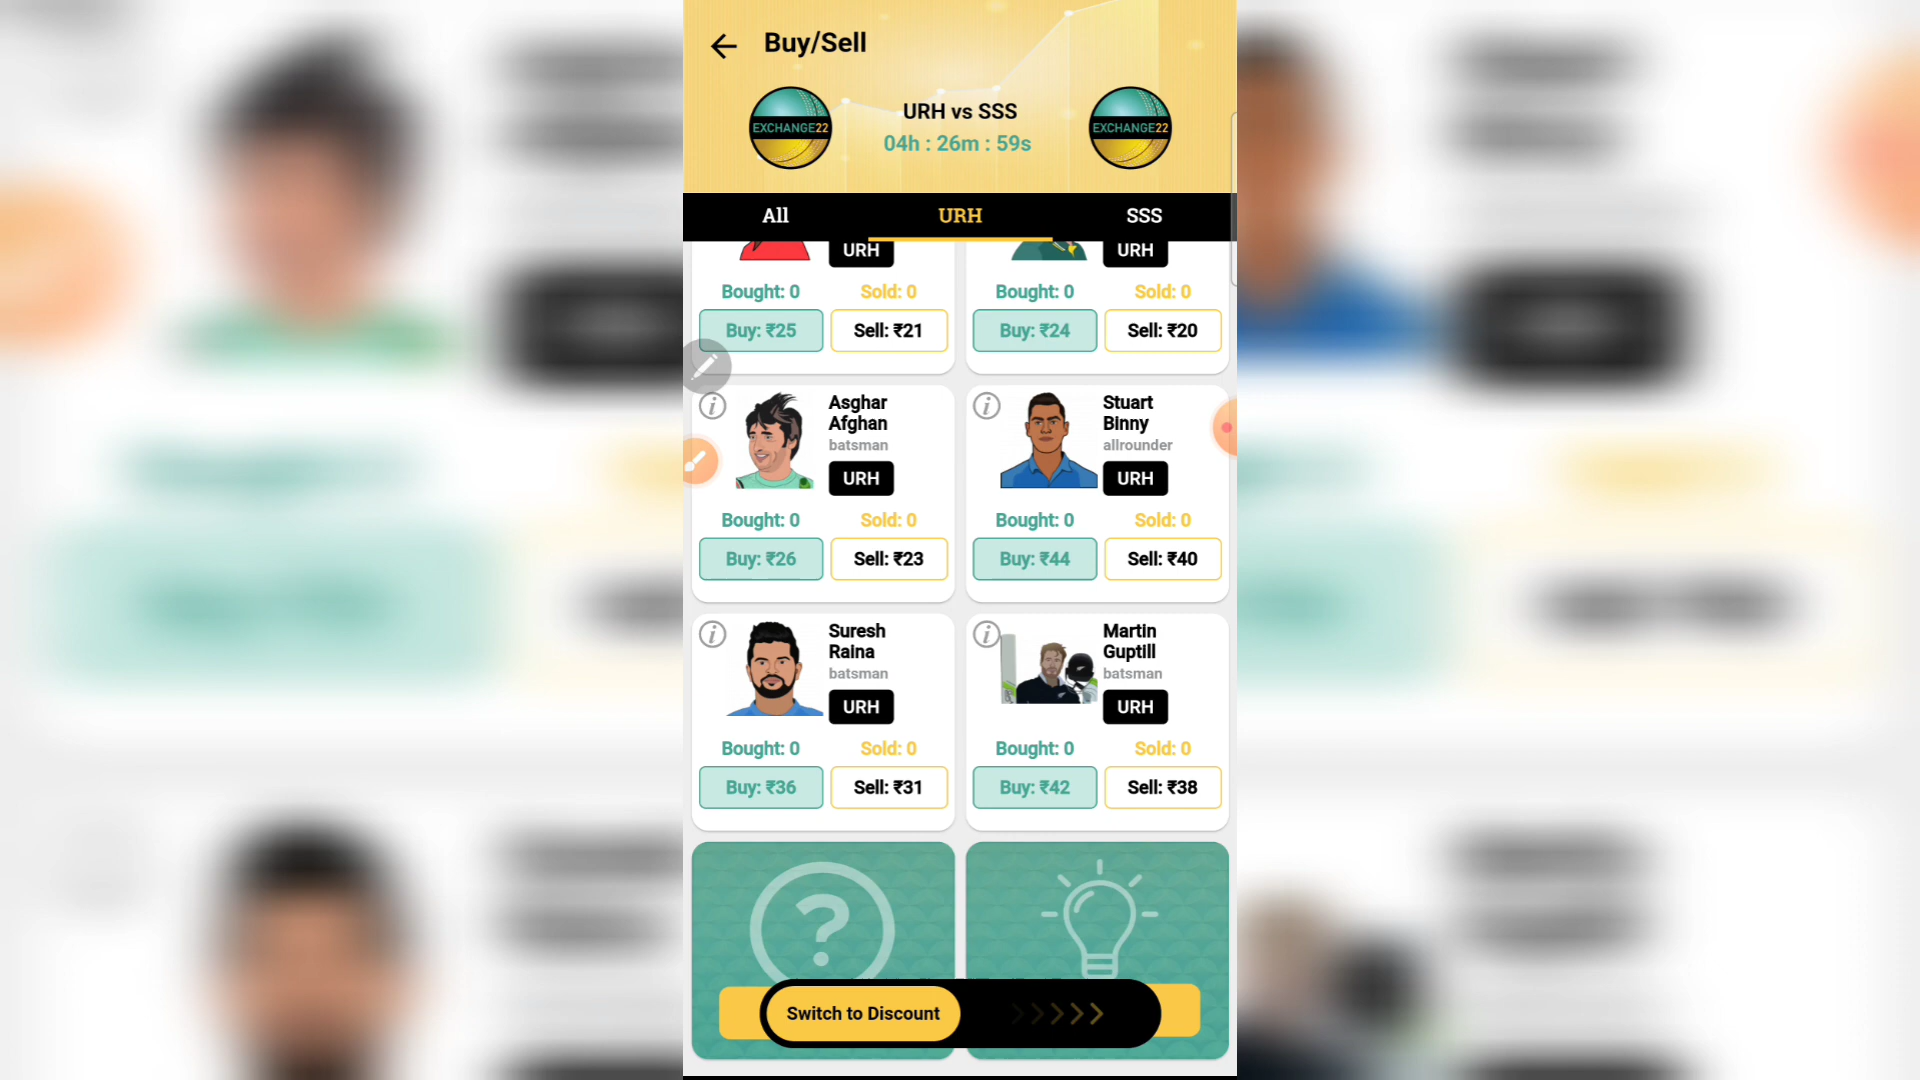 Buy/Sell
EXCHANGE22
URH vs SSS
04h : 26m : 59s
EXCHANGE22
All
URH
SSS
URH
URH
Bought: 0
Sold: 0
Bought: 0
Sold: 0
Buy: ₹25
Sell: ₹21
Buy: ₹24
Sell: ₹20
Asghar
Afghan
batsman
URH
Stuart
Binny
allrounder
URH
Bought: 0
Sold: 0
Bought: 0
Sold: 0
Buy: ₹26
Sell: ₹23
Buy: ₹44
Sell: ₹40
Suresh
Raina
batsman
URH
Martin
Guptill
batsman
URH
Bought: 0
Sold: 0
Bought: 0
Sold: 0
Buy: ₹36
Sell: ₹31
Buy: ₹42
Sell: ₹38
Switch to Discount